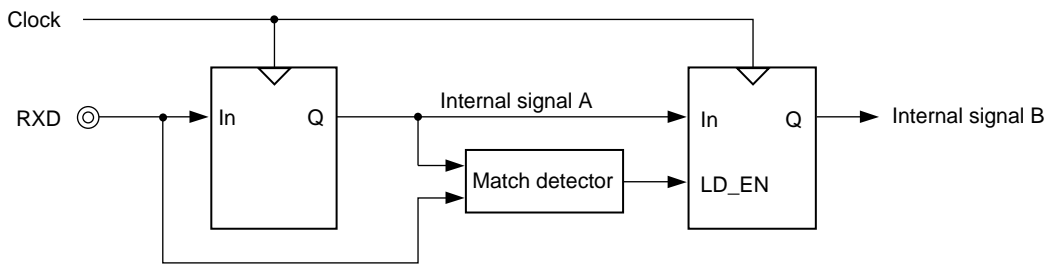 Clock
RXD
In
Q
Internal signal A
In
Q
Internal signal B
Match detector
LD_EN